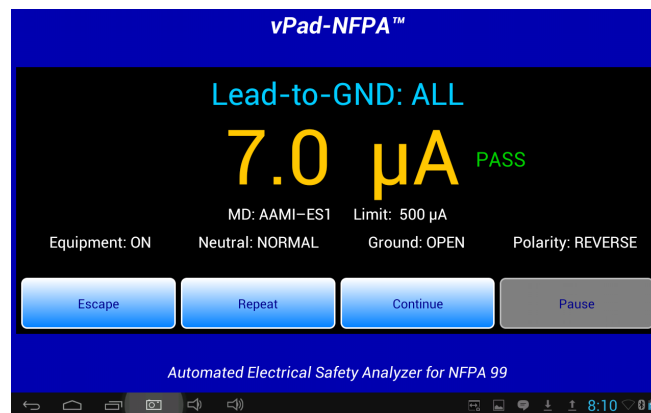 vPad-NFPA™
Lead-to-GND: ALL
7.0 µA PASS
MD: AAMI–ES1 Limit: 500 µA
Equipment: ON Neutral: NORMAL Ground: OPEN Polarity: REVERSE
Escape Repeat Continue Pause
Automated Electrical Safety Analyzer for NFPA 99
8:10